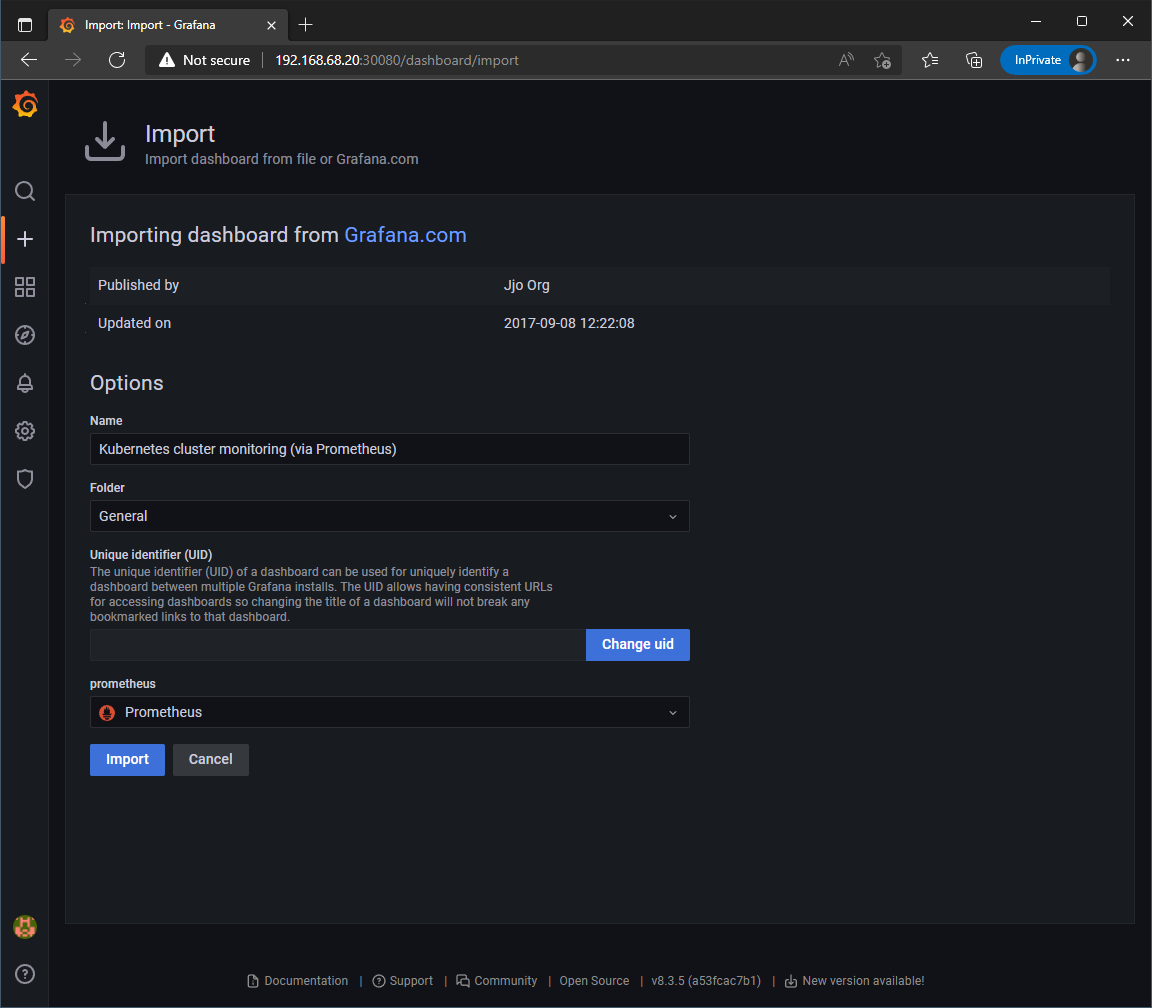 Import: Import - Grafana
Not secure
192.168.68.20:30080/dashboard/import
InPrivate
Import
Import dashboard from file or Grafana.com
Importing dashboard from Grafana.com
Published by Jjo Org
Updated on 2017-09-08 12:22:08
Options
Name
Kubernetes cluster monitoring (via Prometheus)
Folder
General
Unique identifier (UID)
The unique identifier (UID) of a dashboard can be used for uniquely identify a
dashboard between multiple Grafana installs. The UID allows having consistent URLs
for accessing dashboards so changing the title of a dashboard will not break any
bookmarked links to that dashboard.
Change uid
prometheus
Prometheus
Import Cancel
Documentation | Support | Community | Open Source | v8.3.5 (a53fcac7b1) | New version available!